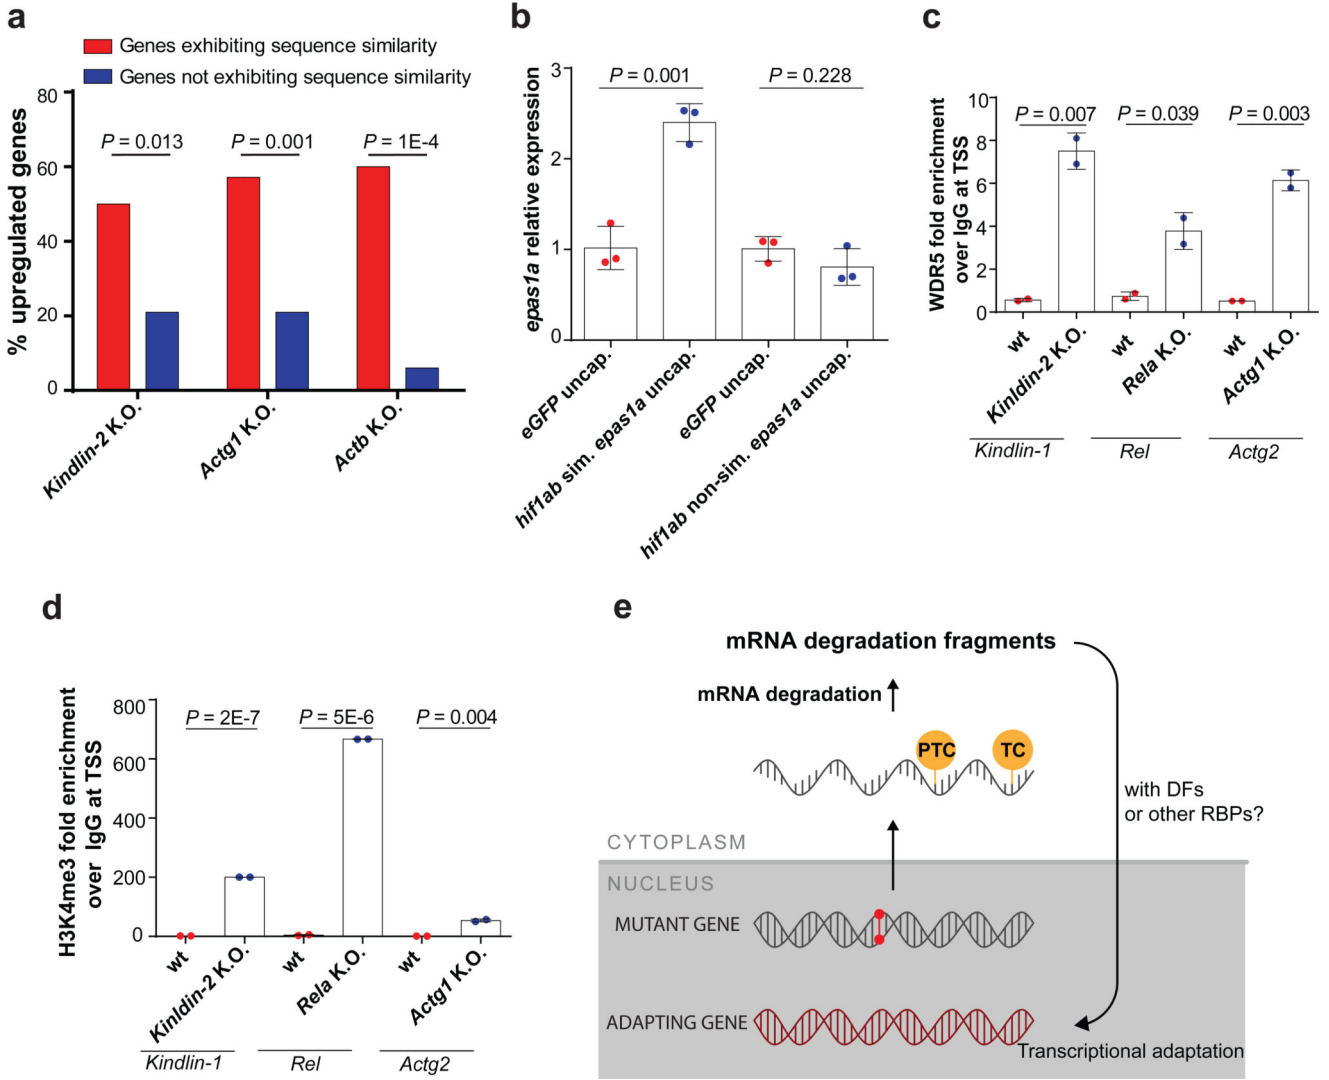 a
Genes exhibiting sequence similarity
Genes not exhibiting sequence similarity
% upregulated genes
80
60
40
20
0
P = 0.013
P = 0.001
P = 1E-4
Kindlin-2 K.O.
Actg1 K.O.
Actb K.O.
b
epas1a relative expression
3
2
1
0
P = 0.001
P = 0.228
eGFP uncap.
hif1ab sim. epas1a uncap.
eGFP uncap.
hif1ab non-sim. epas1a uncap.
c
WDR5 fold enrichment
over IgG at TSS
10
8
6
4
2
0
P = 0.007
P = 0.039
P = 0.003
wt
Kinldin-2 K.O.
wt
Rela K.O.
wt
Actg1 K.O.
Kindlin-1
Rel
Actg2
d
H3K4me3 fold enrichment
over IgG at TSS
800
600
400
200
0
P = 2E-7
P = 5E-6
P = 0.004
wt
Kinldin-2 K.O.
wt
Rela K.O.
wt
Actg1 K.O.
Kindlin-1
Rel
Actg2
e
mRNA degradation fragments
mRNA degradation
PTC
TC
with DFs
or other RBPs?
CYTOPLASM
NUCLEUS
MUTANT GENE
ADAPTING GENE
Transcriptional adaptation